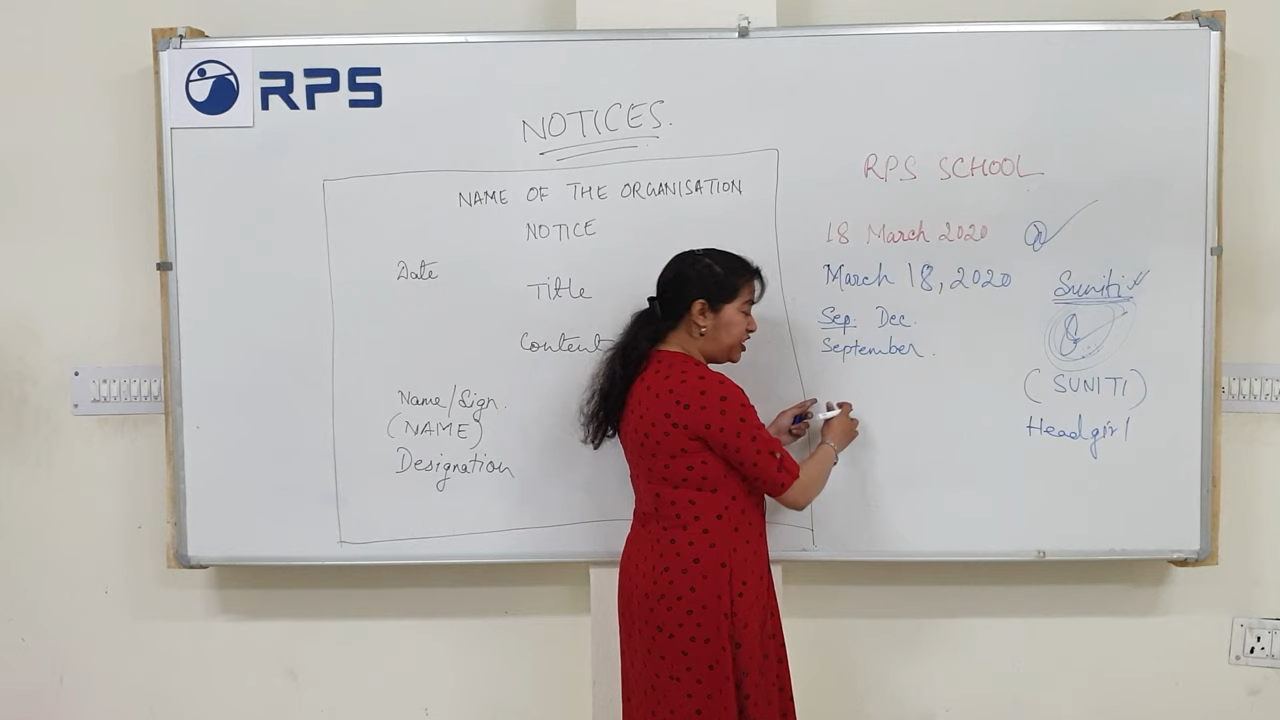 RPS
NOTICES.
NAME OF THE ORGANISATION
NOTICE
Date
Title
Content
Name/Sign.
(NAME)
Designation
RPS SCHOOL
18 March 2020
March 18, 2020
Sep. Dec.
September.
Suniti
(SUNITI)
Headgirl